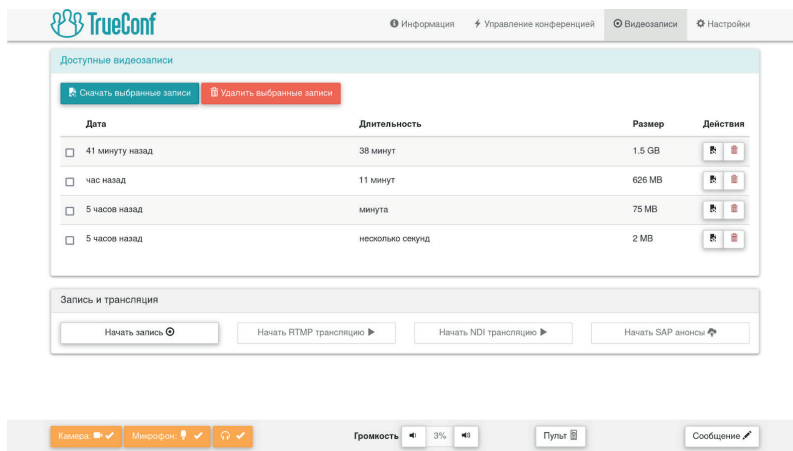 TrueConf
Информация Управление конференцией Видеозаписи Настройки
Доступные видеозаписи
Скачать выбранные записи Удалить выбранные записи
Дата Длительность Размер Действия
41 минуту назад 38 минут 1.5 GB
час назад 11 минут 626 MB
5 часов назад минута 75 MB
5 часов назад несколько секунд 2 MB
Запись и трансляция
Начать запись Начать RTMP трансляцию Начать NDI трансляцию Начать SAP анонсы
Камера: Микрофон: Громкость 3% Пульт Сообщение